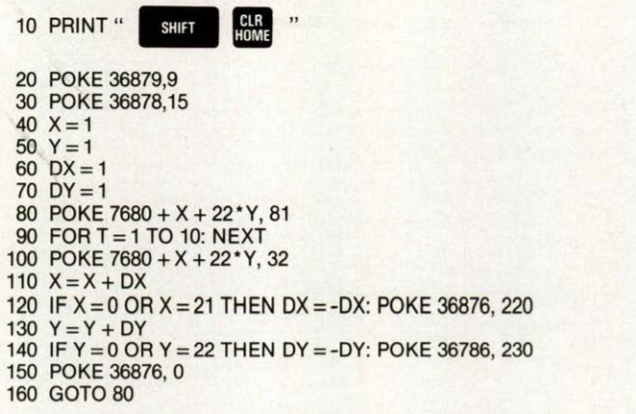 10 PRINT “ SHIFT CLR HOME ”
20 POKE 36879,9
30 POKE 36878,15
40 X = 1
50 Y = 1
60 DX = 1
70 DY = 1
80 POKE 7680 + X + 22*Y, 81
90 FOR T = 1 TO 10: NEXT
100 POKE 7680 + X + 22*Y, 32
110 X = X + DX
120 IF X = 0 OR X = 21 THEN DX = -DX: POKE 36876, 220
130 Y = Y + DY
140 IF Y = 0 OR Y = 22 THEN DY = -DY: POKE 36786, 230
150 POKE 36876, 0
160 GOTO 80